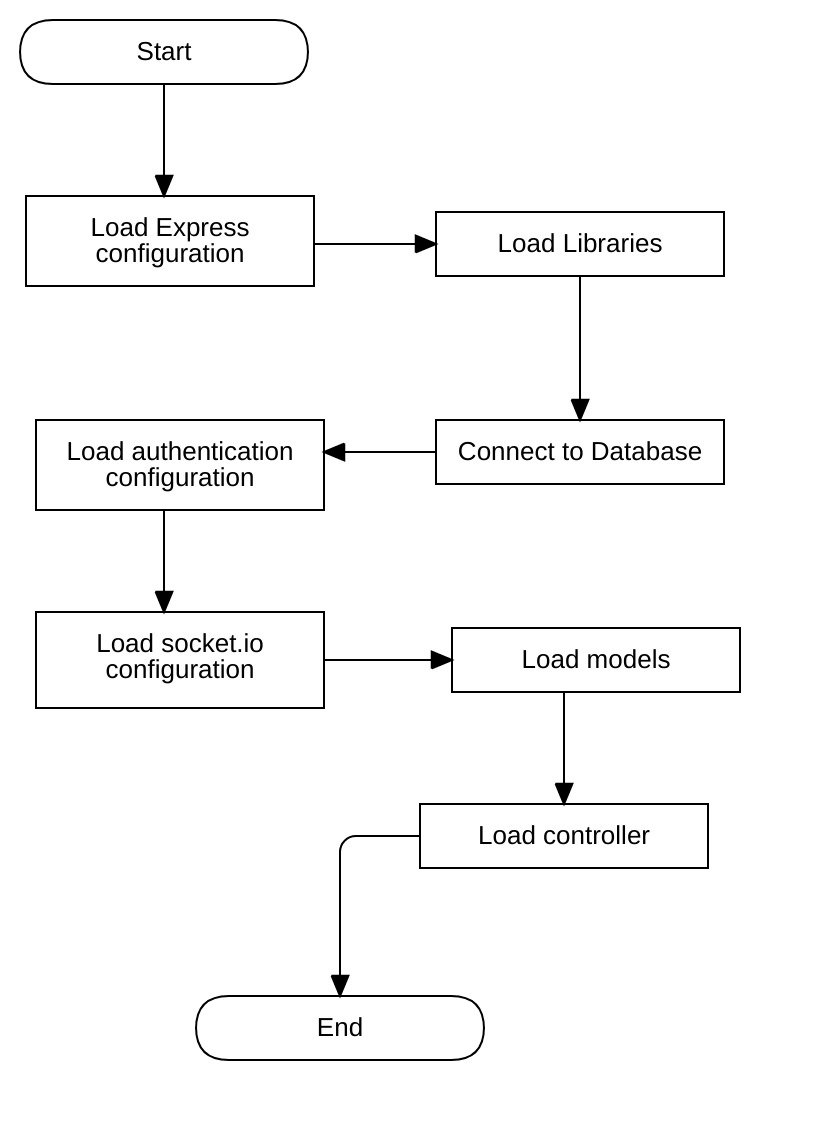 Start
Load Express
configuration
Load Libraries
Connect to Database
Load authentication
configuration
Load socket.io
configuration
Load models
Load controller
End